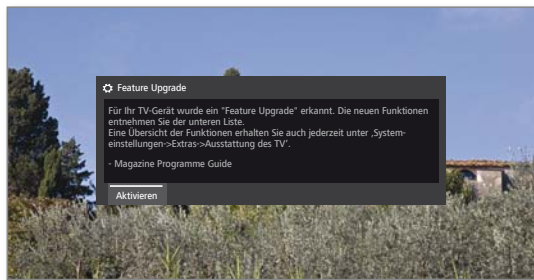 Feature Upgrade
Für Ihr TV-Gerät wurde ein "Feature Upgrade" erkannt. Die neuen Funktionen
entnehmen Sie der unteren Liste.
Eine Übersicht der Funktionen erhalten Sie auch jederzeit unter ‚System-
einstellungen->Extras->Ausstattung des TV‘.
- Magazine Programme Guide
Aktivieren